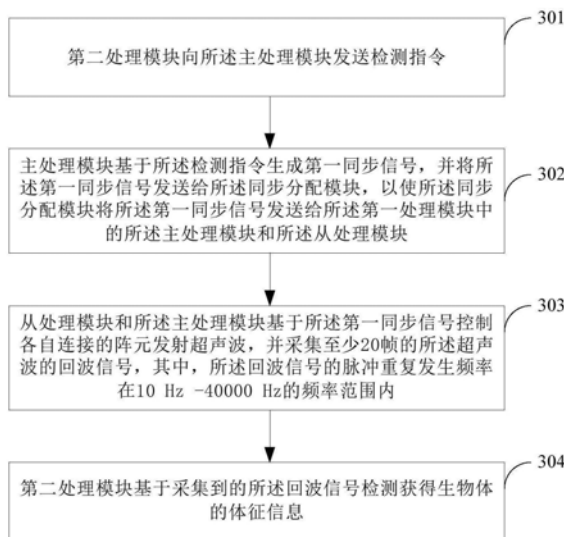 301
第二处理模块向所述主处理模块发送检测指令
302
主处理模块基于所述检测指令生成第一同步信号，并将所
述第一同步信号发送给所述同步分配模块，以使所述同步
分配模块将所述第一同步信号发送给所述第一处理模块中
的所述主处理模块和所述从处理模块
303
从处理模块和所述主处理模块基于所述第一同步信号控制
各自连接的阵元发射超声波，并采集至少20帧的所述超声
波的回波信号，其中，所述回波信号的脉冲重复发生频率
在10 Hz -40000 Hz的频率范围内
304
第二处理模块基于采集到的所述回波信号检测获得生物体
的体征信息